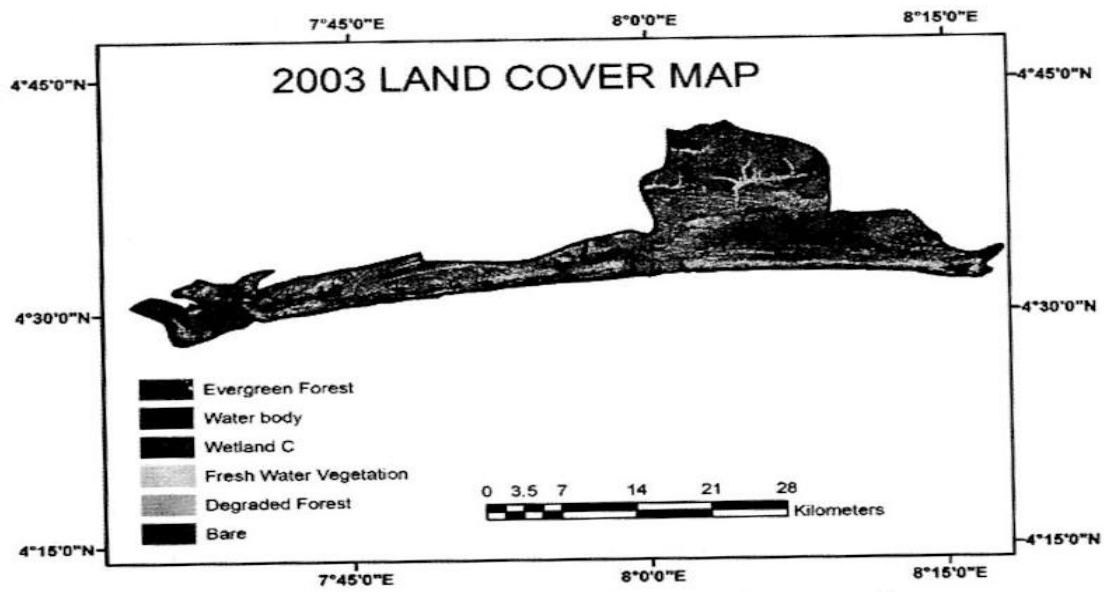 7°45'0"E 8°0'0"E 8°15'0"E
2003 LAND COVER MAP
4°45'0"N 4°45'0"N
4°30'0"N 4°30'0"N
Evergreen Forest
Water body
Wetland C
Fresh Water Vegetation
Degraded Forest
Bare
0 3.5 7 14 21 28
Kilometers
4°15'0"N 4°15'0"N
7°45'0"E 8°0'0"E 8°15'0"E